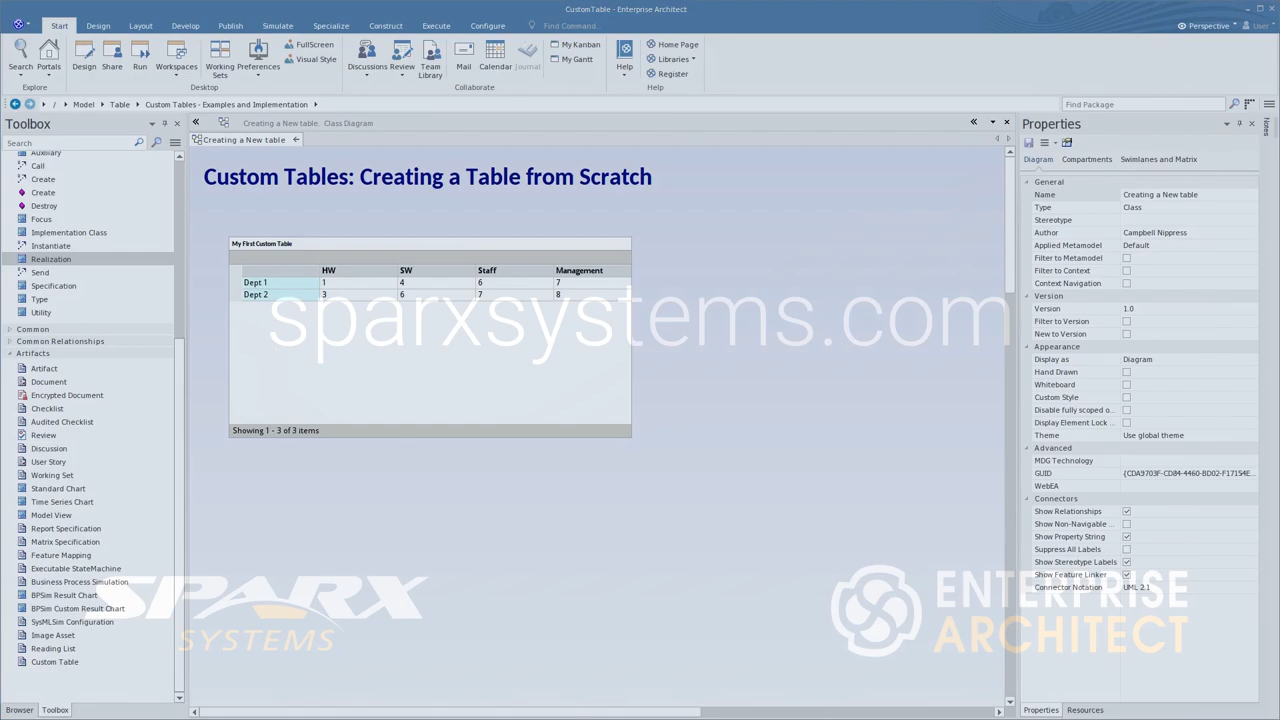 CustomTable - Enterprise Architect
Start Design Layout Develop Publish Simulate Specialize Construct Execute Configure Find Command... Perspective User
Search Portals Design Share Run Workspaces Working Sets Preferences FullScreen Visual Style Discussions Review Team Library Mail Calendar Journal My Kanban My Gantt Help Home Page Libraries Register
Explore Desktop Collaborate Help
/ Model Table Custom Tables - Examples and Implementation Find Package
Toolbox
Search
Auxiliary
Call
Create
Create
Destroy
Focus
Implementation Class
Instantiate
Realization
Send
Specification
Type
Utility
Common
Common Relationships
Artifacts
Artifact
Document
Encrypted Document
Checklist
Audited Checklist
Review
Discussion
User Story
Working Set
Standard Chart
Time Series Chart
Model View
Report Specification
Matrix Specification
Feature Mapping
Executable StateMachine
Business Process Simulation
BPSim Result Chart
BPSim Custom Result Chart
SysMLSim Configuration
Image Asset
Reading List
Custom Table
Browser Toolbox
Creating a New table. Class Diagram
Creating a New table
Custom Tables: Creating a Table from Scratch
My First Custom Table
HW SW Staff Management
Dept 1 1 4 6 7
Dept 2 3 6 7 8
Showing 1 - 3 of 3 items
sparxsystems.com
SPARX
SYSTEMS
ENTERPRISE
ARCHITECT
Properties
Notes
Diagram Compartments Swimlanes and Matrix
General
Name Creating a New table
Type Class
Stereotype
Author Campbell Nippress
Applied Metamodel Default
Filter to Metamodel
Filter to Context
Context Navigation
Version
Version 1.0
Filter to Version
New to Version
Appearance
Display as Diagram
Hand Drawn
Whiteboard
Custom Style
Disable fully scoped o...
Display Element Lock ...
Theme Use global theme
Advanced
MDG Technology
GUID {CDA9703F-CD84-4460-BD02-F17154E...
WebEA
Connectors
Show Relationships
Show Non-Navigable ...
Show Property String
Suppress All Labels
Show Stereotype Labels
Show Feature Linker
Connector Notation UML 2.1
Properties Resources